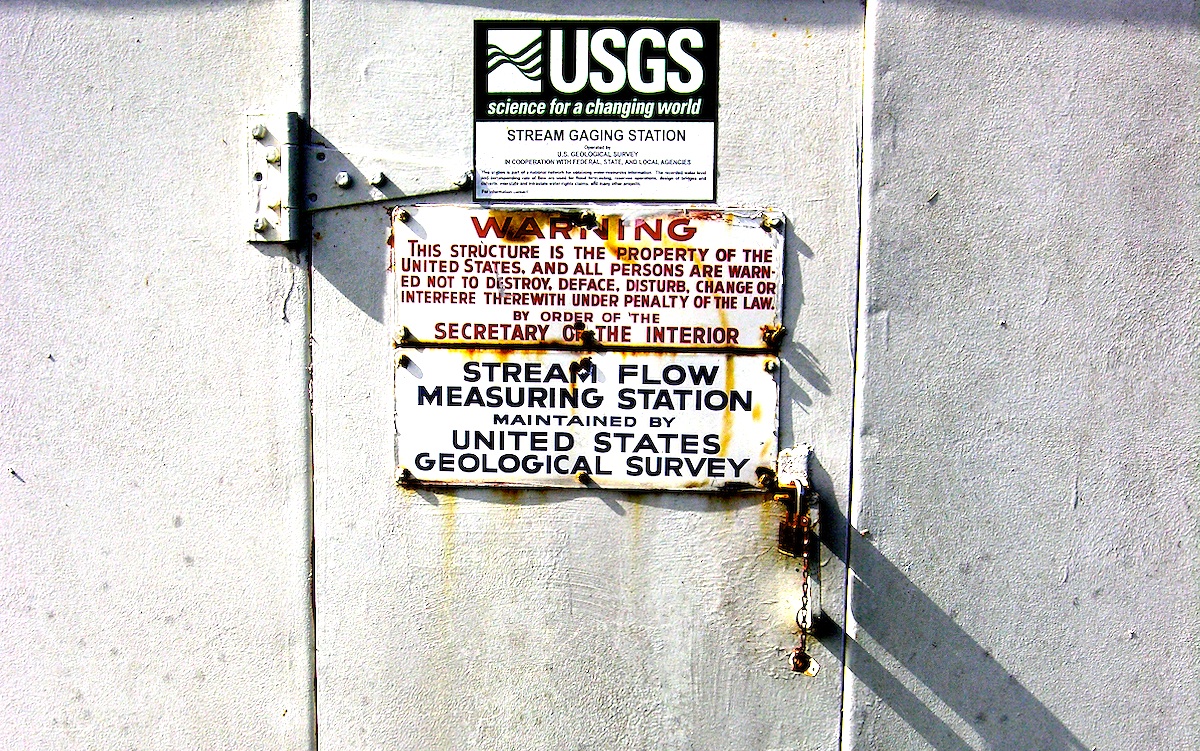 USGS
science for a changing world
STREAM GAGING STATION
Operated by
U.S. GEOLOGICAL SURVEY
IN COOPERATION WITH FEDERAL, STATE, AND LOCAL AGENCIES
WARNING
THIS STRUCTURE IS THE PROPERTY OF THE
UNITED STATES, AND ALL PERSONS ARE WARN-
ED NOT TO DESTROY, DEFACE, DISTURB, CHANGE OR
INTERFERE THEREWITH UNDER PENALTY OF THE LAW.
BY ORDER OF THE
SECRETARY OF THE INTERIOR
STREAM FLOW
MEASURING STATION
MAINTAINED BY
UNITED STATES
GEOLOGICAL SURVEY